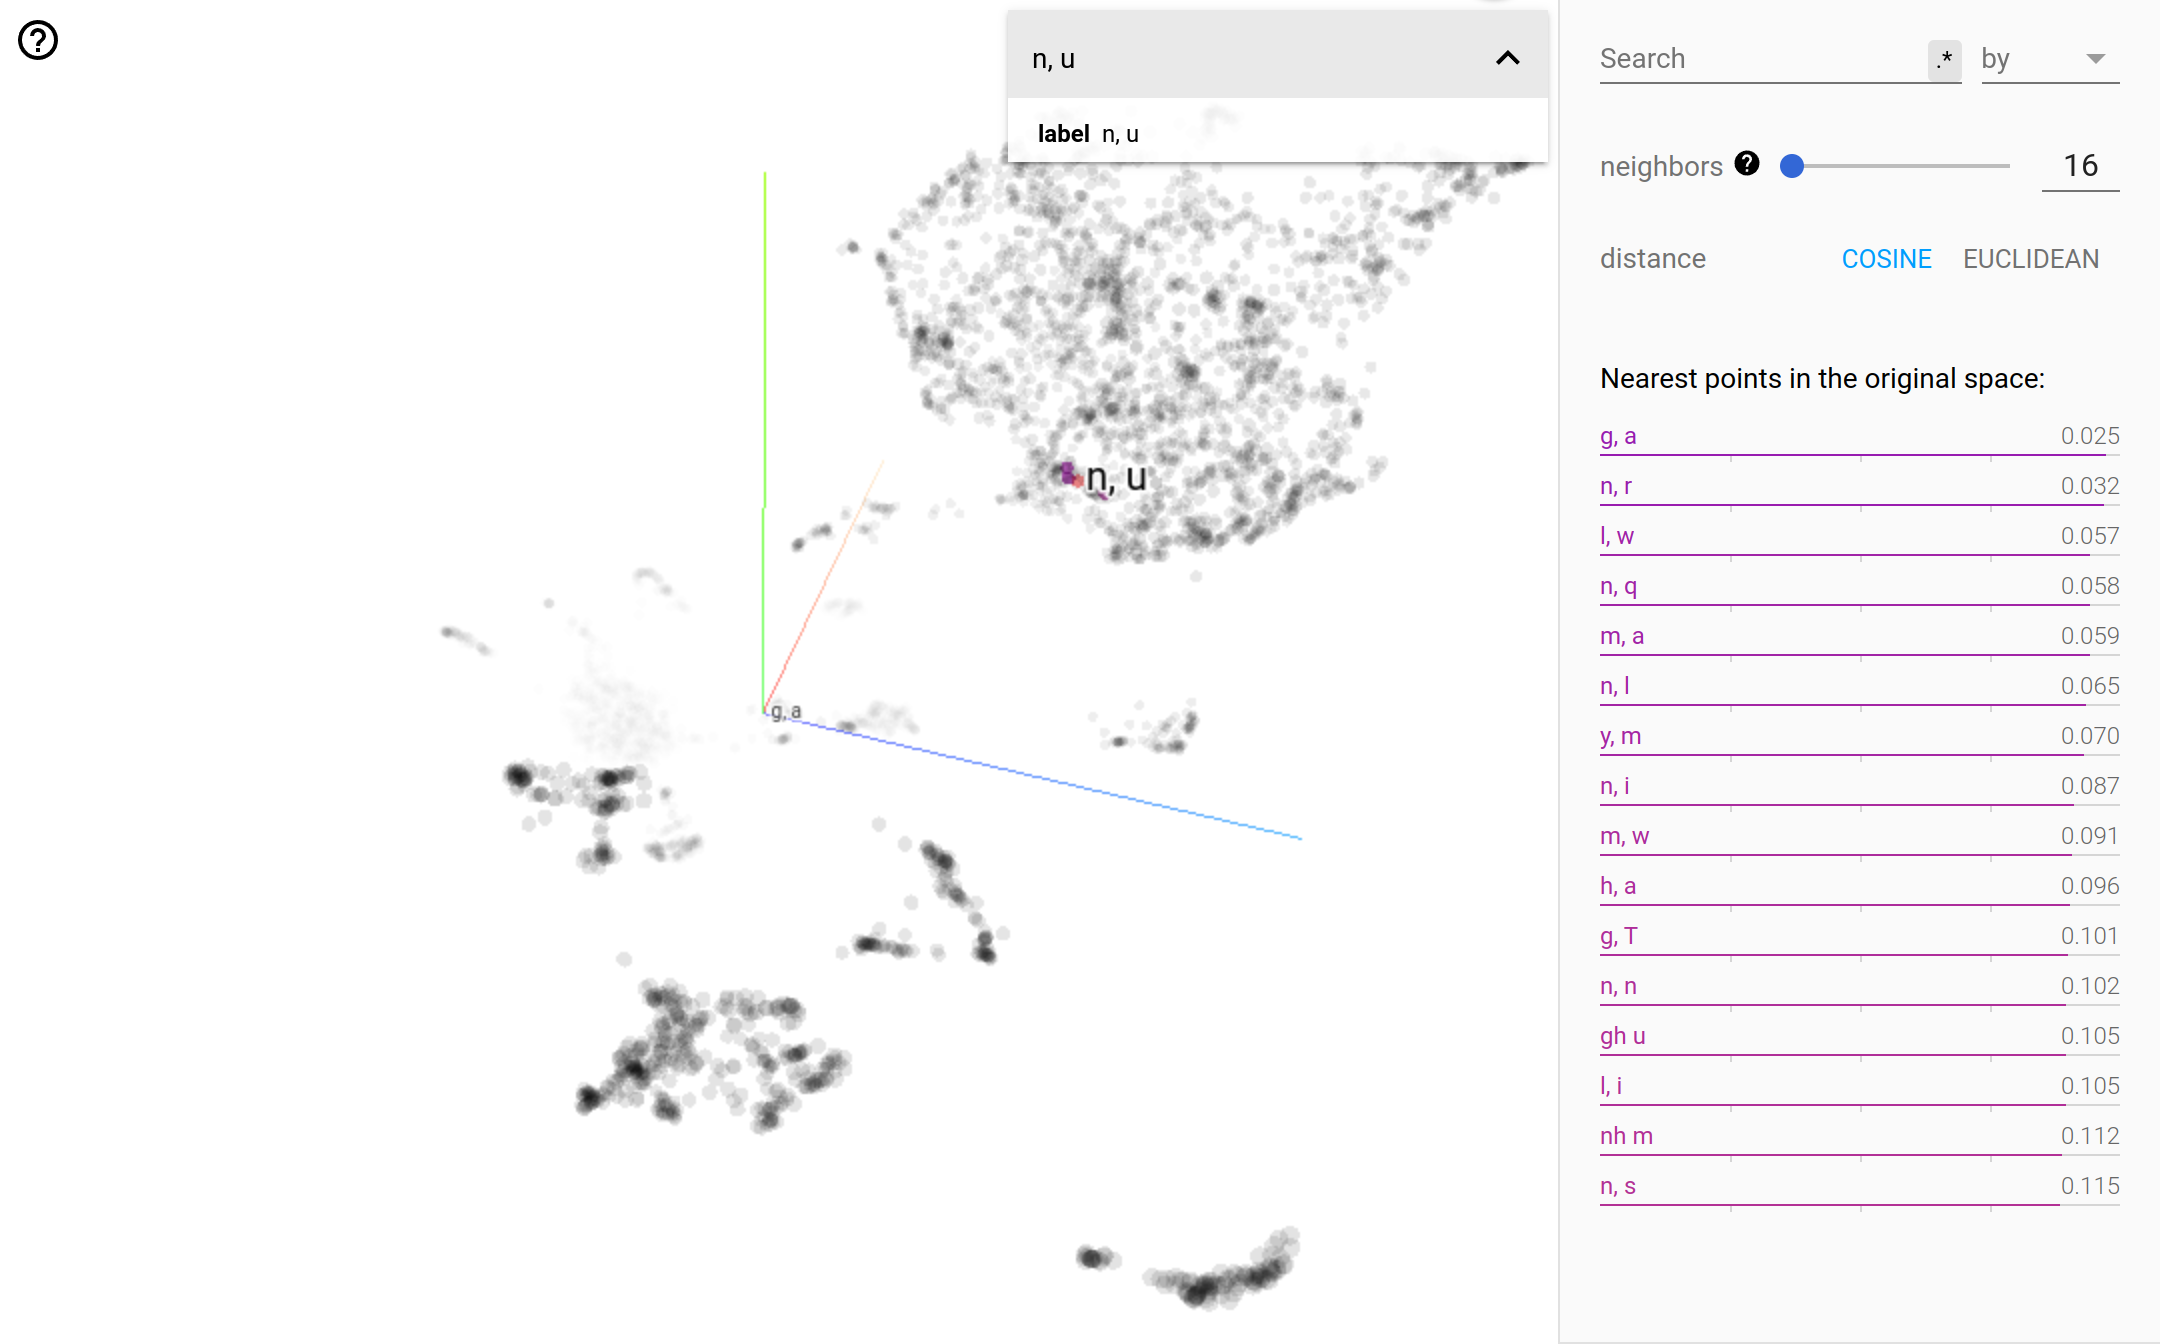 n, u
label n, u
n, u
g, a
Search .* by
neighbors ? 16
distance COSINE EUCLIDEAN
Nearest points in the original space:
g, a 0.025
n, r 0.032
l, w 0.057
n, q 0.058
m, a 0.059
n, l 0.065
y, m 0.070
n, i 0.087
m, w 0.091
h, a 0.096
g, T 0.101
n, n 0.102
gh u 0.105
l, i 0.105
nh m 0.112
n, s 0.115